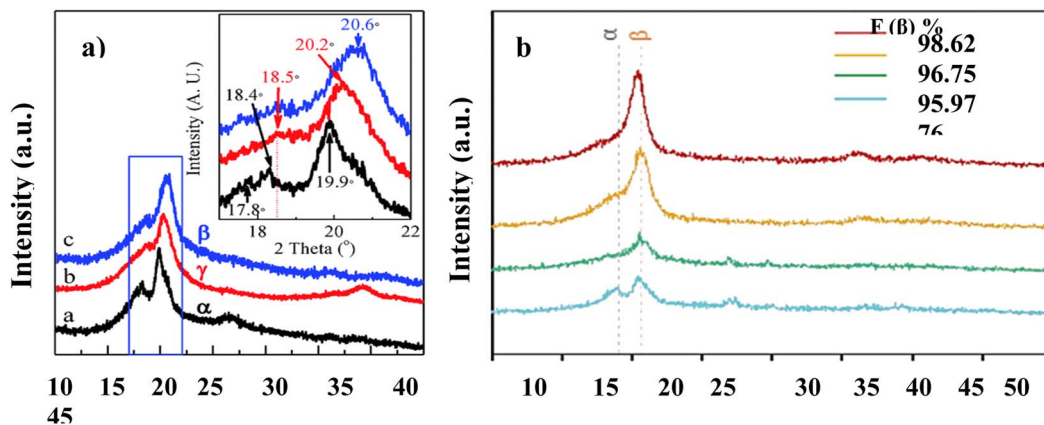 a)
Intensity (a.u.)
c
b
a
β
γ
α
Intensity (A. U.)
20.6°
20.2°
18.5°
18.4°
19.9°
17.8°
18 20 22
2 Theta (°)
10 15 20 25 30 35 40
45
b
Intensity (a.u.)
α β
F (β) %
98.62
96.75
95.97
76
10 15 20 30 40 45 50